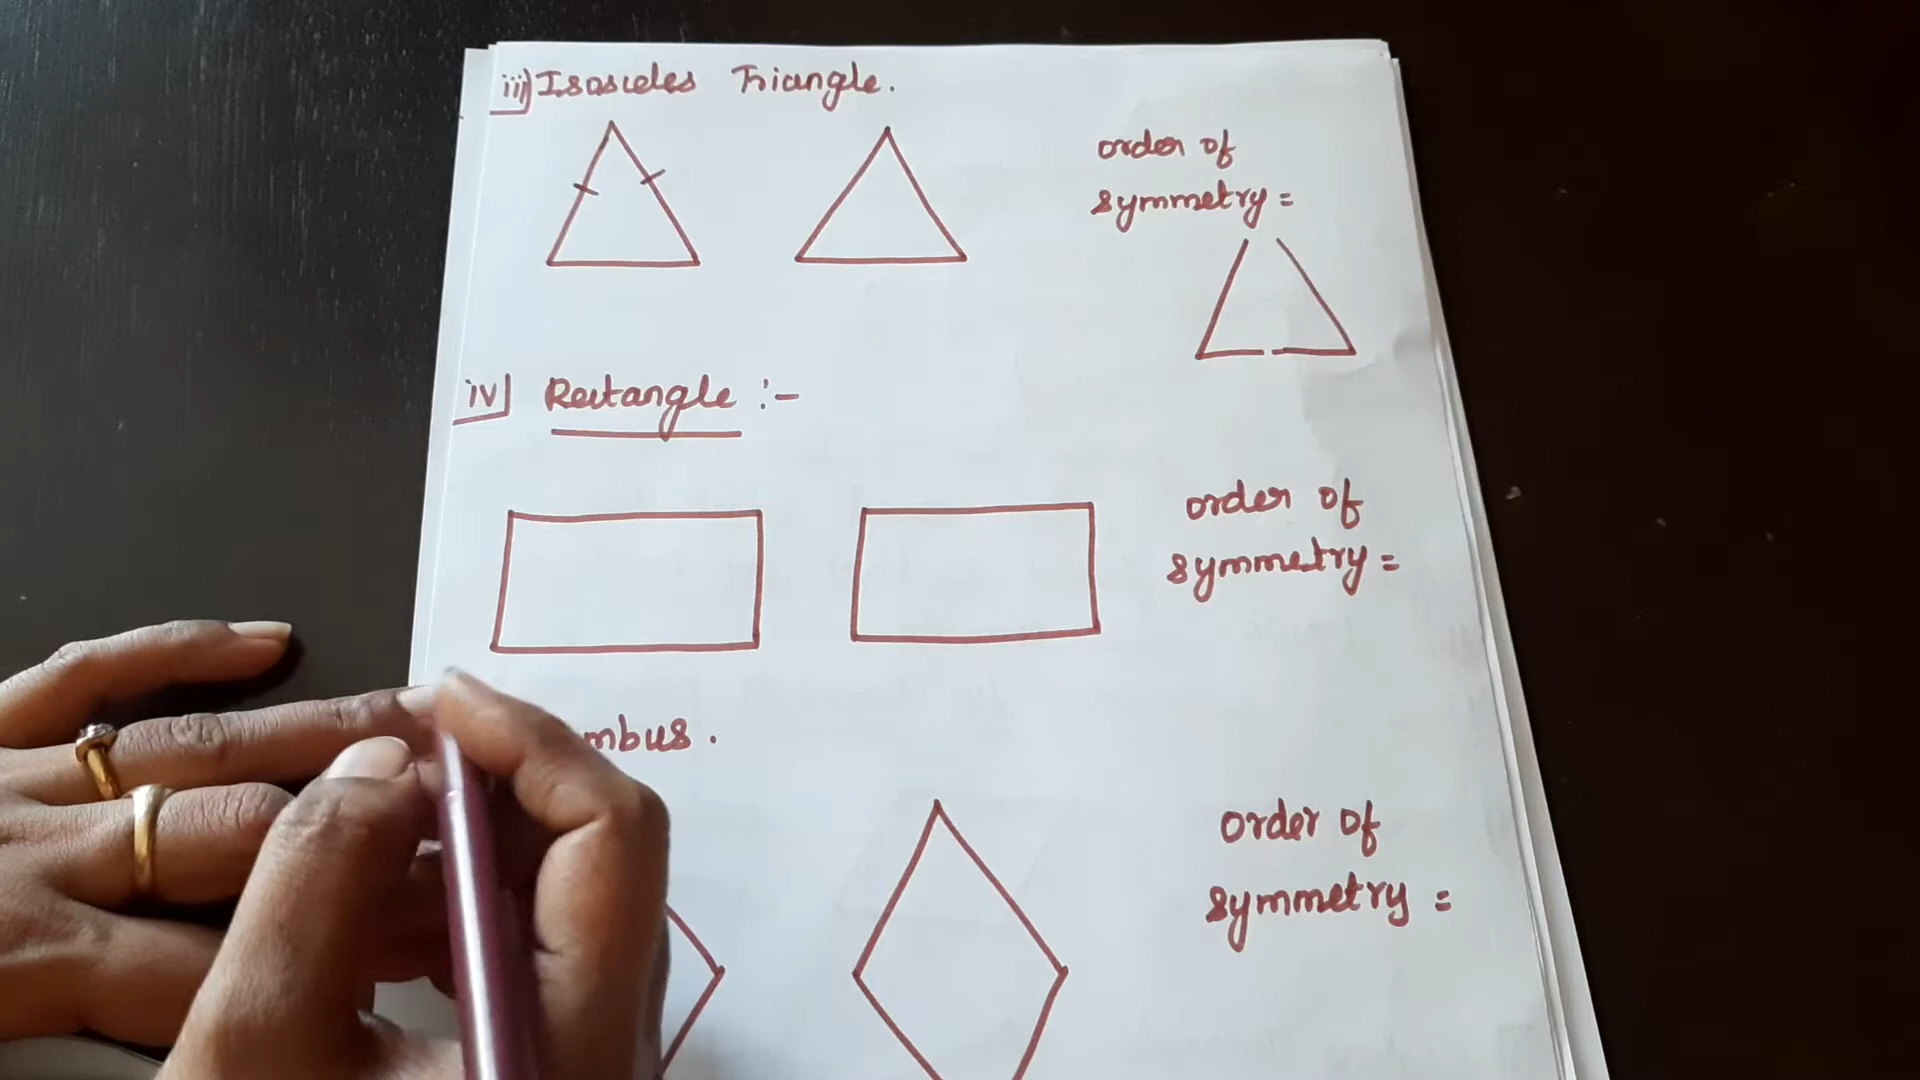 iii) Isosceles Triangle.
order of
symmetry =
iv) Rectangle :-
order of
symmetry =
mbus.
order of
symmetry =